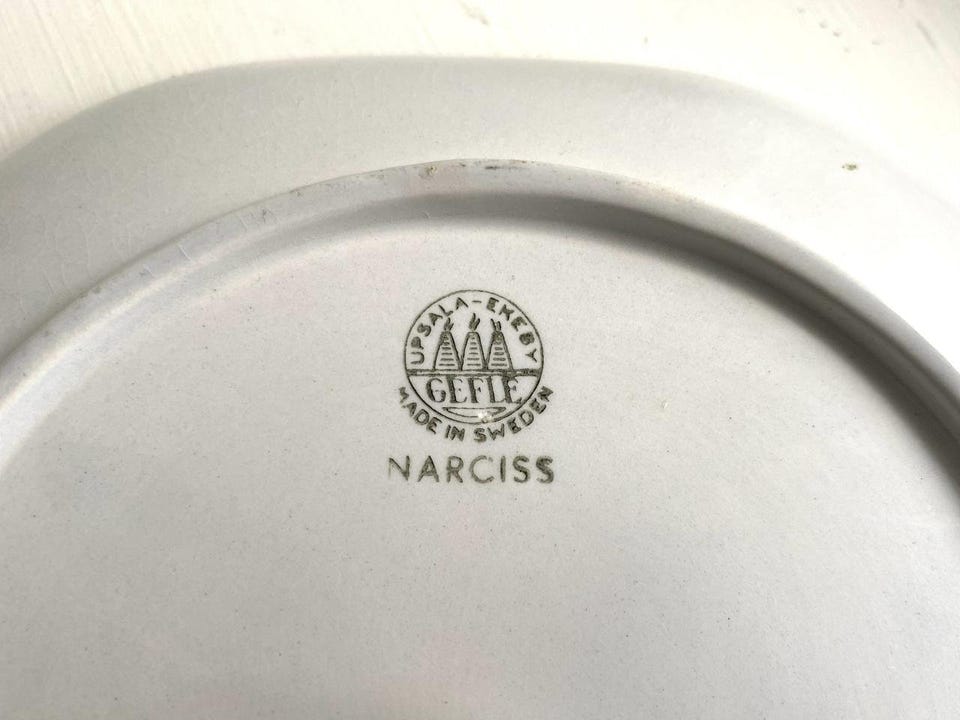 UPSALA-EKEBY
GEFLE
MADE IN SWEDEN
NARCISS